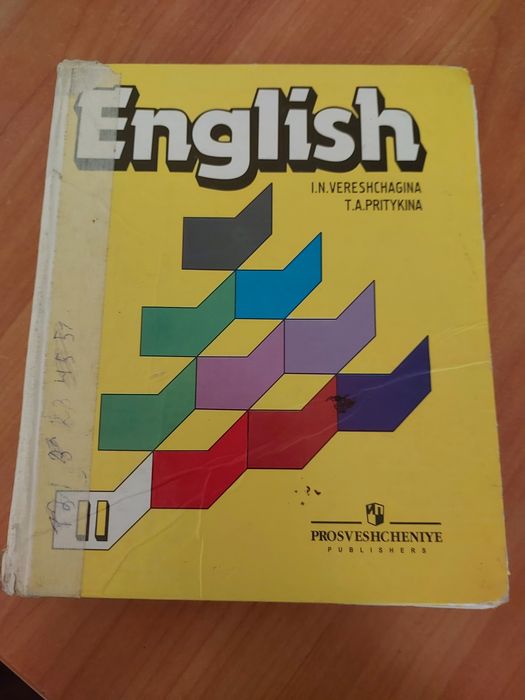 English
I.N.VERESHCHAGINA
T.A.PRITYKINA
II
PROSVESHCHENIYE
PUBLISHERS